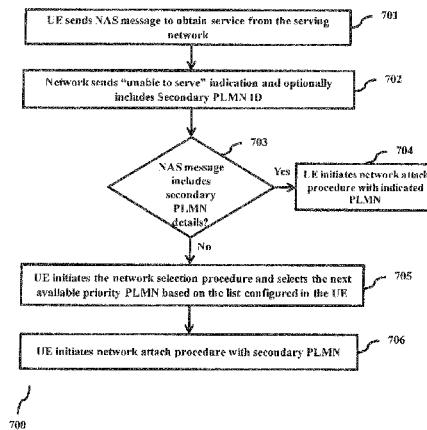 UE sends NAS message to obtain service from the serving
network
701
Network sends "unable to serve" indication and optionally
includes Secondary PLMN ID
702
703
NAS message
includes
secondary
PLMN
details?
Yes
704
UE initiates network attach
procedure with indicated
PLMN
No
UE initiates the network selection procedure and selects the next
available priority PLMN based on the list configured in the UE
705
UE initiates network attach procedure with secondary PLMN
706
700